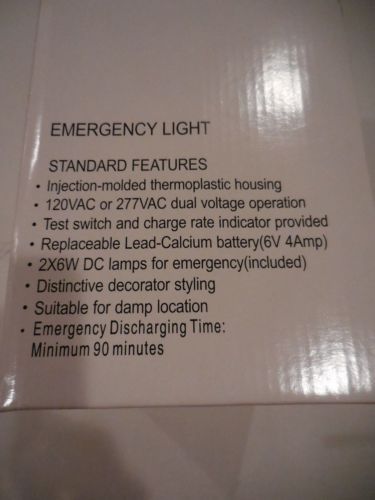 EMERGENCY LIGHT
STANDARD FEATURES
• Injection-molded thermoplastic housing
• 120VAC or 277VAC dual voltage operation
• Test switch and charge rate indicator provided
• Replaceable Lead-Calcium battery(6V 4Amp)
• 2X6W DC lamps for emergency(included)
• Distinctive decorator styling
• Suitable for damp location
• Emergency Discharging Time:
Minimum 90 minutes